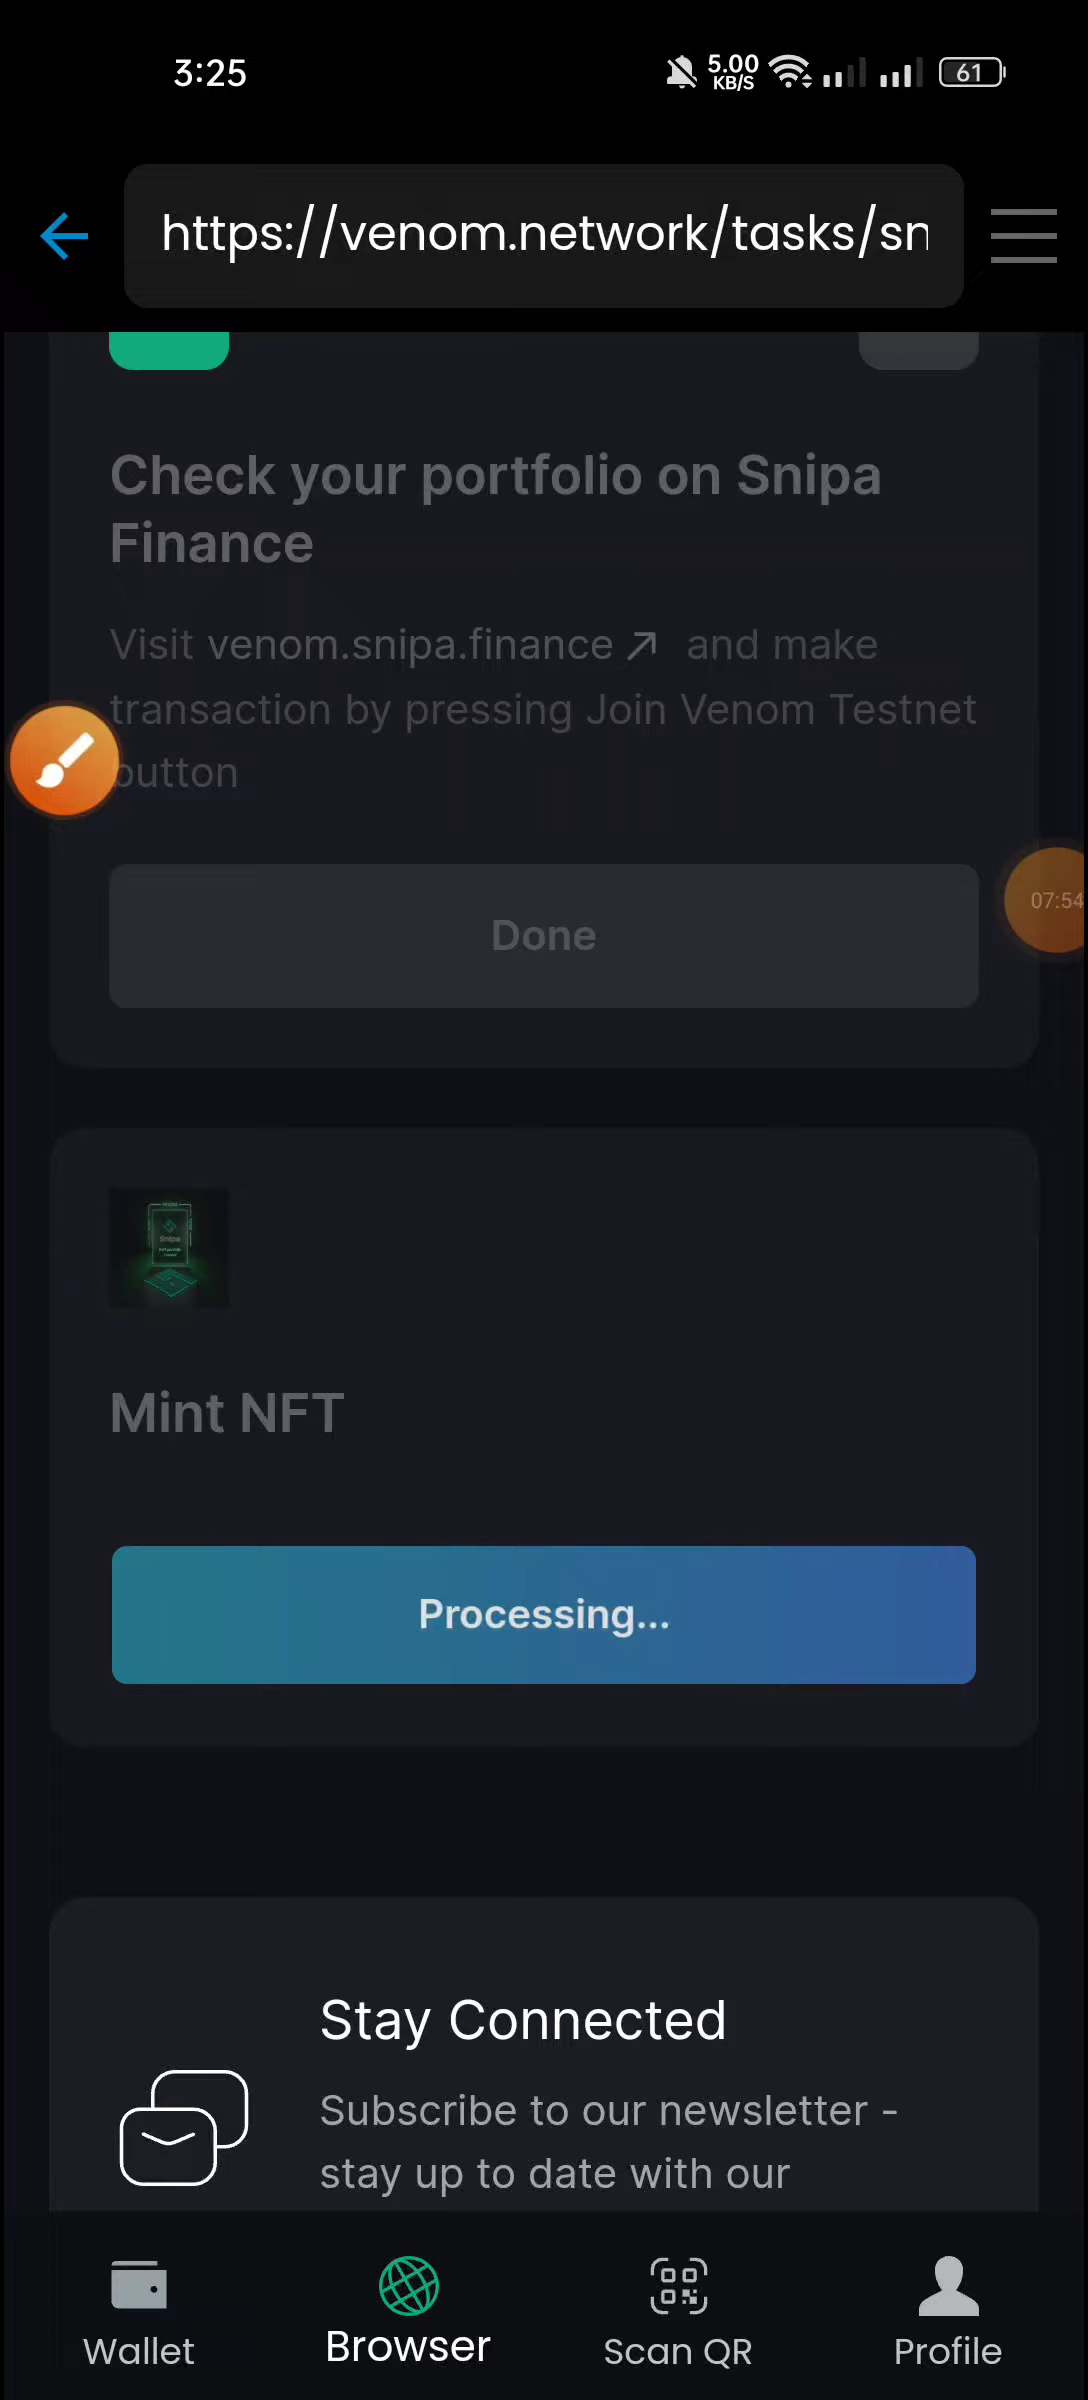 3:25
5.00
KB/S
61
https://venom.network/tasks/sn
Check your portfolio on Snipa
Finance
Visit venom.snipa.finance and make
transaction by pressing Join Venom Testnet
button
07:54
Done
Snipa
Mint NFT
Processing...
Stay Connected
Subscribe to our newsletter -
stay up to date with our
Wallet
Browser
Scan QR
Profile